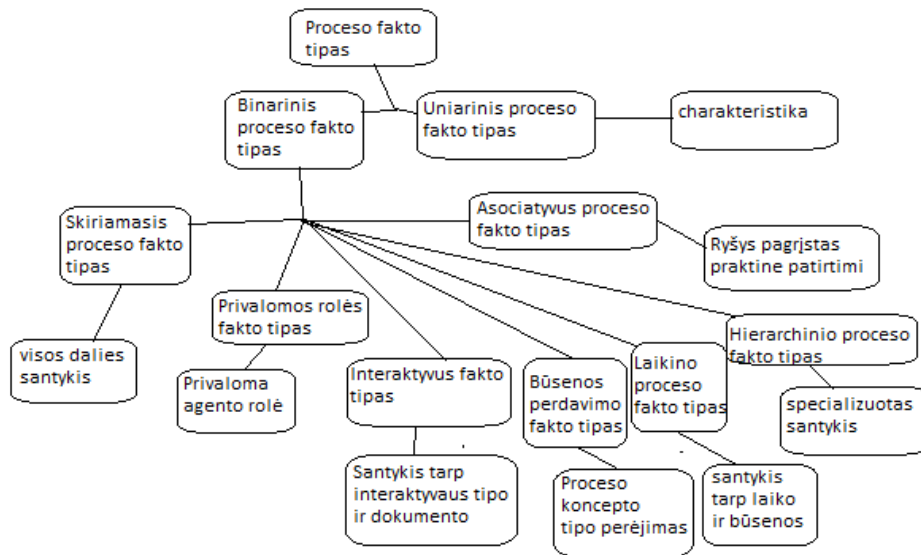 Proceso fakto
tipas
Binarinis
proceso fakto
tipas
Uniarinis proceso
fakto tipas
charakteristika
Skiriamasis
proceso fakto
tipas
Asociatyvus proceso
fakto tipas
Ryšys pagrįstas
praktine patirtimi
Privalomos rolės
fakto tipas
Hierarchinio proceso
fakto tipas
visos dalies
santykis
Privaloma
agento rolė
Interaktyvus fakto
tipas
Būsenos
perdavimo
fakto tipas
Laikino
proceso
fakto tipas
specializuotas
santykis
Santykis tarp
interaktyvaus tipo
ir dokumento
Proceso
koncepto
tipo perėjimas
santykis
tarp laiko
ir būsenos